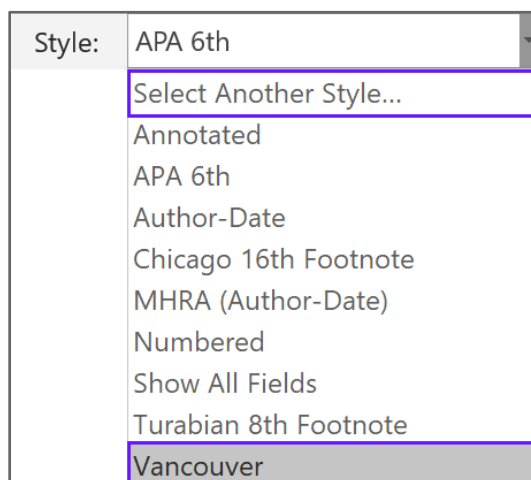 Style: APA 6th
Select Another Style...
Annotated
APA 6th
Author-Date
Chicago 16th Footnote
MHRA (Author-Date)
Numbered
Show All Fields
Turabian 8th Footnote
Vancouver